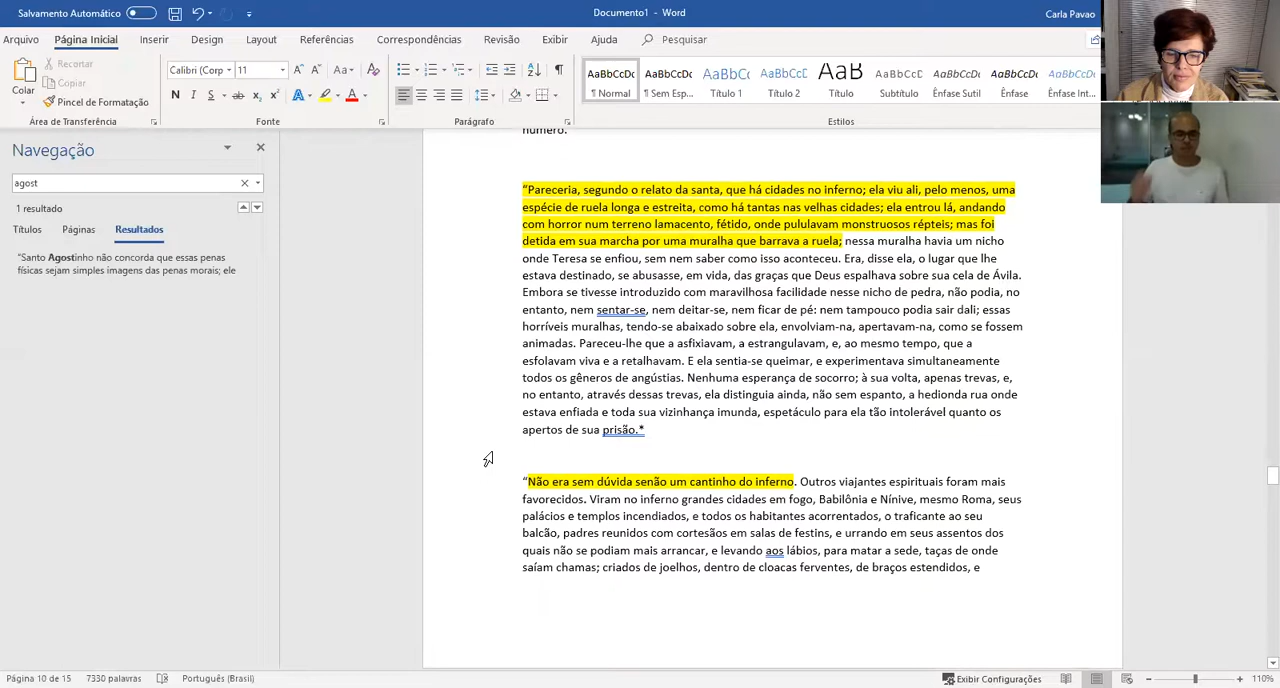 Salvamento Automático
Documento1 - Word
Carla Pavao
Arquivo Página Inicial Inserir Design Layout Referências Correspondências Revisão Exibir Ajuda Pesquisar
Colar
Recortar
Copiar
Pincel de Formatação
Área de Transferência
Calibri (Corp 11
Aa
N I S ab x₂ x² A A
Fonte
Parágrafo
AaBbCcDc AaBbCcDc AaBbCc AaBbCcD AaB AaBbCcD AaBbCcDc AaBbCcDc AaBbCcDc
¶ Normal ¶ Sem Esp... Título 1 Título 2 Título Subtítulo Ênfase Sutil Ênfase Ênfase Int...
Estilos
Navegação
agost
1 resultado
Títulos Páginas Resultados
"Santo Agostinho não concorda que essas penas
físicas sejam simples imagens das penas morais; ele
número.
“Pareceria, segundo o relato da santa, que há cidades no inferno; ela viu ali, pelo menos, uma
espécie de ruela longa e estreita, como há tantas nas velhas cidades; ela entrou lá, andando
com horror num terreno lamacento, fétido, onde pululavam monstruosos répteis; mas foi
detida em sua marcha por uma muralha que barrava a ruela; nessa muralha havia um nicho
onde Teresa se enfiou, sem nem saber como isso aconteceu. Era, disse ela, o lugar que lhe
estava destinado, se abusasse, em vida, das graças que Deus espalhava sobre sua cela de Ávila.
Embora se tivesse introduzido com maravilhosa facilidade nesse nicho de pedra, não podia, no
entanto, nem sentar-se, nem deitar-se, nem ficar de pé: nem tampouco podia sair dali; essas
horríveis muralhas, tendo-se abaixado sobre ela, envolviam-na, apertavam-na, como se fossem
animadas. Pareceu-lhe que a asfixiavam, a estrangulavam, e, ao mesmo tempo, que a
esfolavam viva e a retalhavam. E ela sentia-se queimar, e experimentava simultaneamente
todos os gêneros de angústias. Nenhuma esperança de socorro; à sua volta, apenas trevas, e,
no entanto, através dessas trevas, ela distinguia ainda, não sem espanto, a hedionda rua onde
estava enfiada e toda sua vizinhança imunda, espetáculo para ela tão intolerável quanto os
apertos de sua prisão.*
“Não era sem dúvida senão um cantinho do inferno. Outros viajantes espirituais foram mais
favorecidos. Viram no inferno grandes cidades em fogo, Babilônia e Nínive, mesmo Roma, seus
palácios e templos incendiados, e todos os habitantes acorrentados, o traficante ao seu
balcão, padres reunidos com cortesãos em salas de festins, e urrando em seus assentos dos
quais não se podiam mais arrancar, e levando aos lábios, para matar a sede, taças de onde
saíam chamas; criados de joelhos, dentro de cloacas ferventes, de braços estendidos, e
Página 10 de 15 7330 palavras Português (Brasil) Exibir Configurações 110%